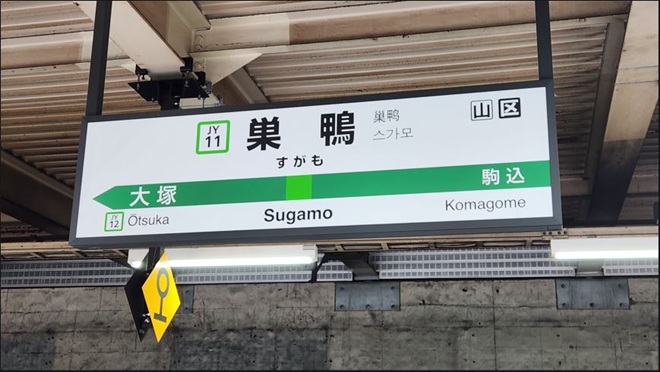 JY
11
巣鴨
巣鸭
스가모
山 区
すがも
大塚
駒込
JY
12
Ōtsuka
Sugamo
Komagome